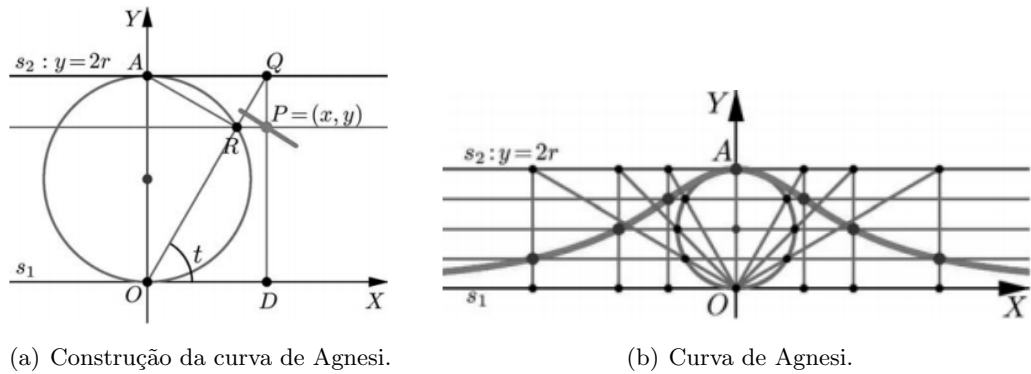 Y
s₂ : y=2r
A
Q
P=(x, y)
R
t
s₁
O
D
X
(a) Construção da curva de Agnesi.
Y
s₂ : y=2r
A
s₁
O
X
(b) Curva de Agnesi.